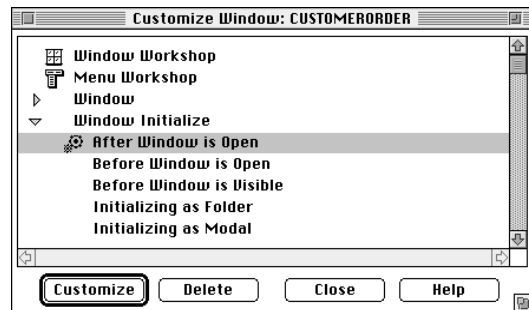 Customize Window: CUSTOMERORDER
Window Workshop
Menu Workshop
Window
Window Initialize
After Window is Open
Before Window is Open
Before Window is Visible
Initializing as Folder
Initializing as Modal
Customize Delete Close Help